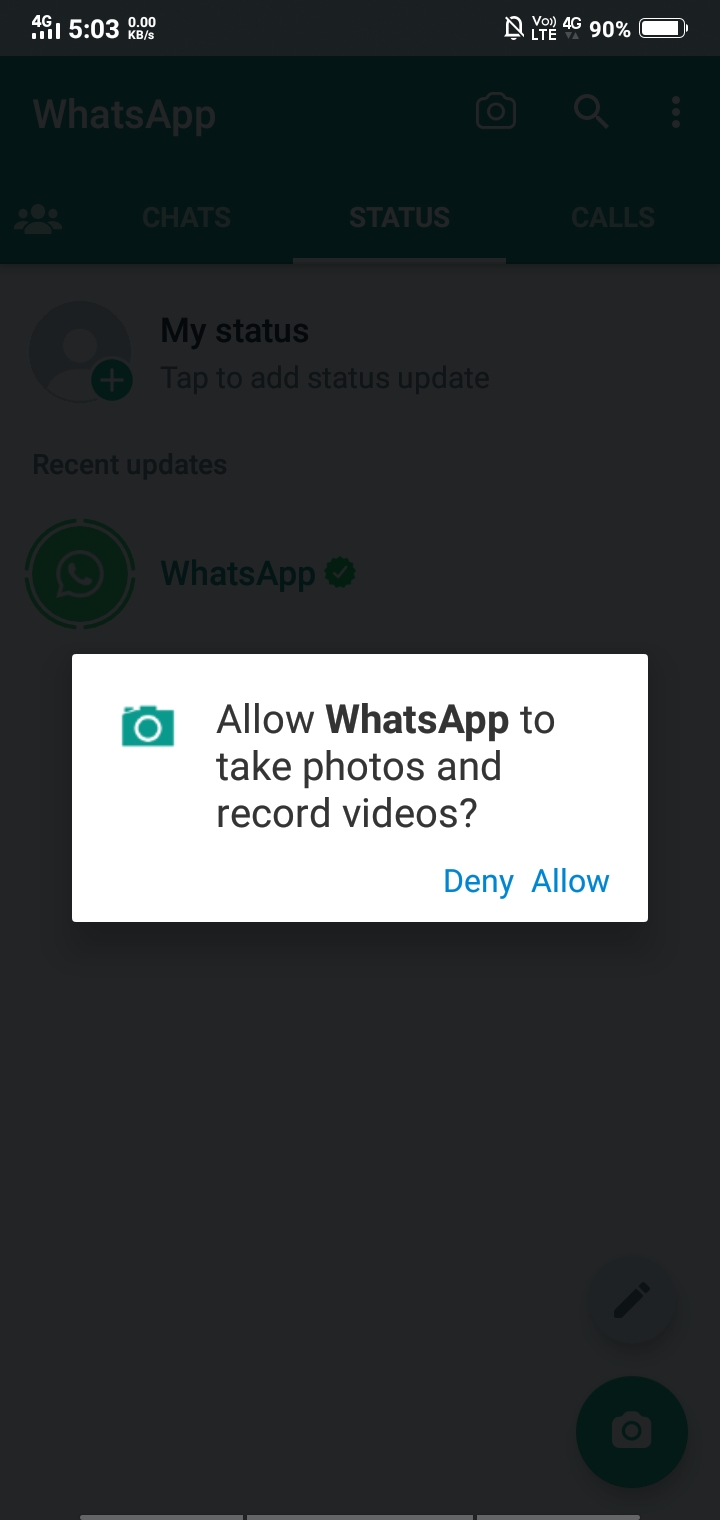 4G 5:03 0.00 KB/s Vo)) LTE 4G 90%
WhatsApp
CHATS STATUS CALLS
My status
Tap to add status update
Recent updates
WhatsApp
Allow WhatsApp to
take photos and
record videos?
Deny Allow